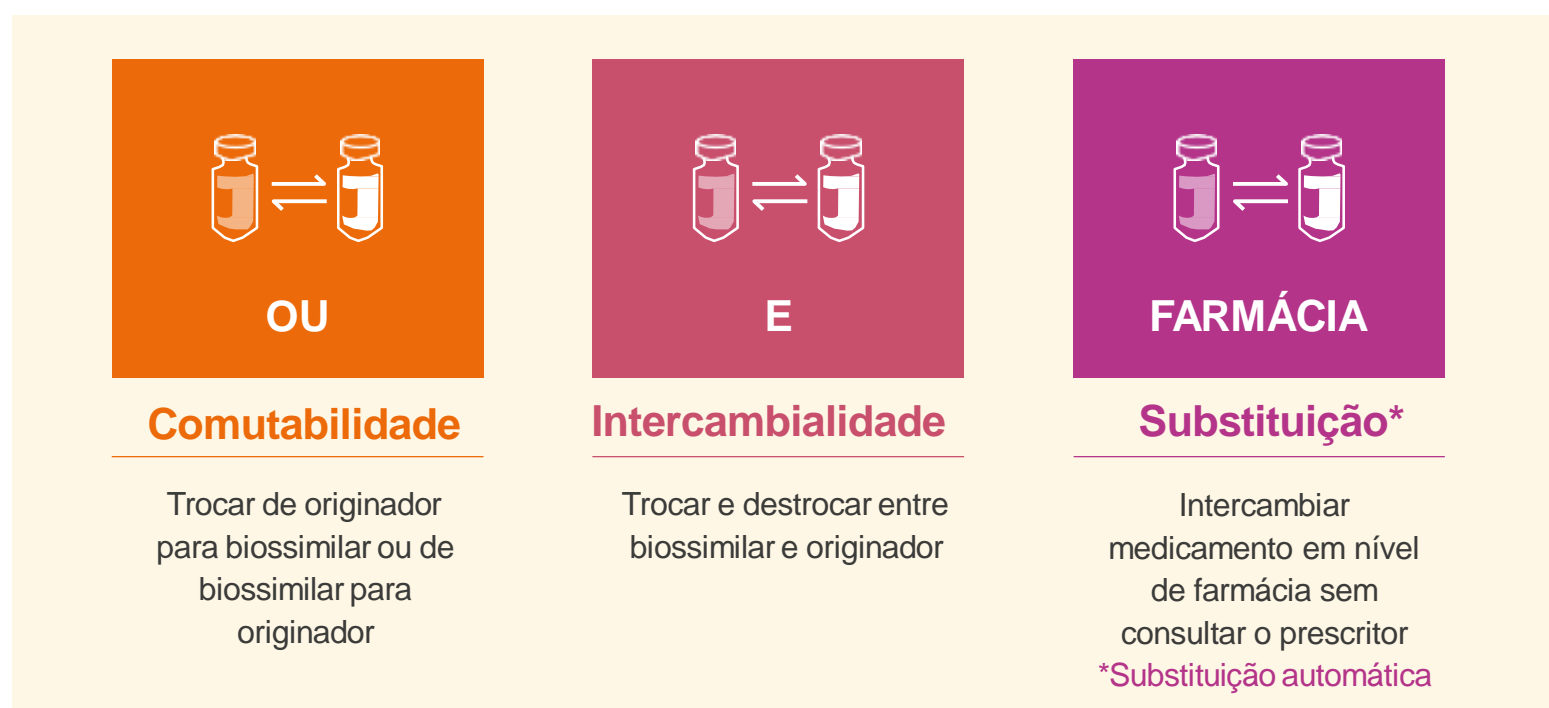 OU
Comutabilidade
Trocar de originador
para biossimilar ou de
biossimilar para
originador
E
Intercambialidade
Trocar e destrocar entre
biossimilar e originador
FARMÁCIA
Substituição*
Intercambiar
medicamento em nível
de farmácia sem
consultar o prescritor
*Substituição automática